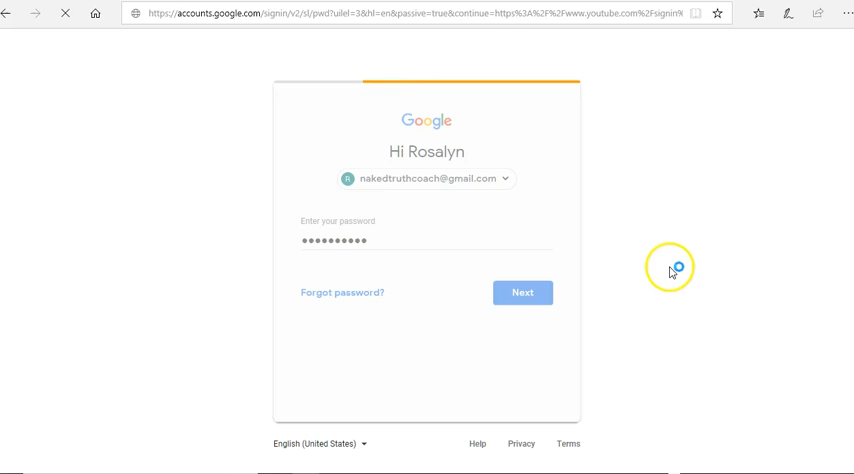 https://accounts.google.com/signin/v2/sl/pwd?uilel=3&hl=en&passive=true&continue=https%3A%2F%2Fwww.youtube.com%2Fsignin%
Google
Hi Rosalyn
R nakedtruthcoach@gmail.com
Enter your password
••••••••••
Forgot password? Next
English (United States) Help Privacy Terms